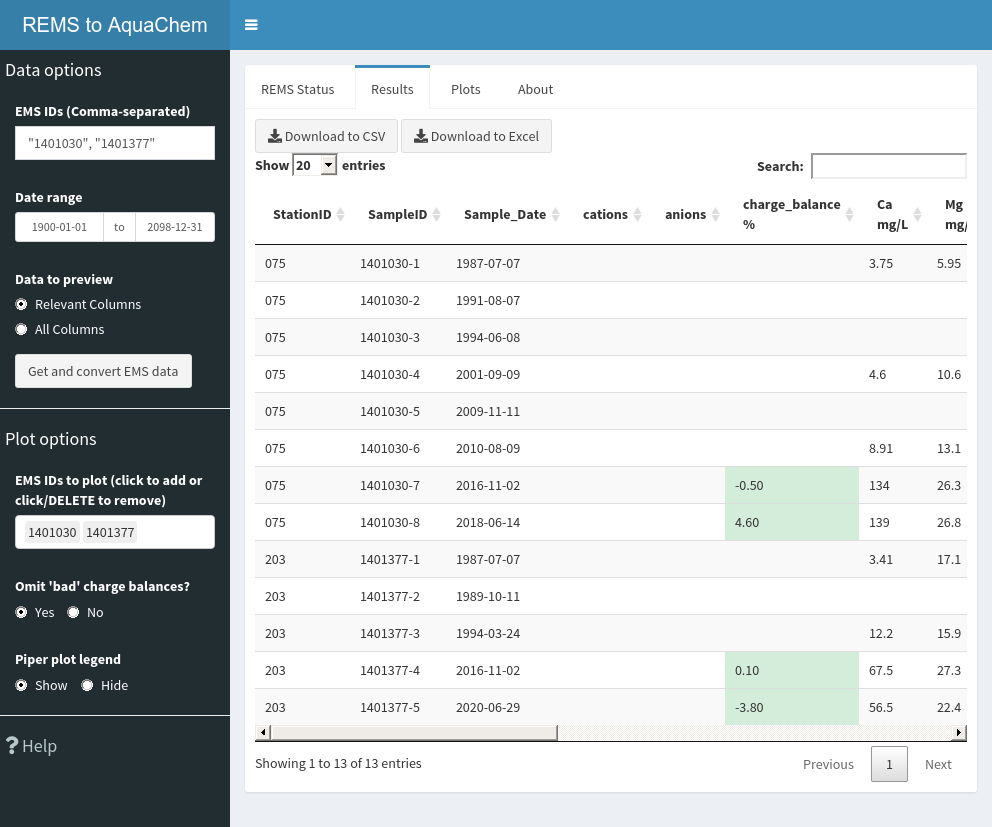 REMS to AquaChem
Data options
EMS IDs (Comma-separated)
"1401030", "1401377"
Date range
1900-01-01 to 2098-12-31
Data to preview
Relevant Columns
All Columns
Get and convert EMS data
Plot options
EMS IDs to plot (click to add or
click/DELETE to remove)
1401030 1401377
Omit 'bad' charge balances?
Yes No
Piper plot legend
Show Hide
? Help
REMS Status Results Plots About
Download to CSV Download to Excel
Show 20 entries Search:
StationID SampleID Sample_Date cations anions charge_balance % Ca mg/L Mg mg/
075 1401030-1 1987-07-07 3.75 5.95
075 1401030-2 1991-08-07
075 1401030-3 1994-06-08
075 1401030-4 2001-09-09 4.6 10.6
075 1401030-5 2009-11-11
075 1401030-6 2010-08-09 8.91 13.1
075 1401030-7 2016-11-02 -0.50 134 26.3
075 1401030-8 2018-06-14 4.60 139 26.8
203 1401377-1 1987-07-07 3.41 17.1
203 1401377-2 1989-10-11
203 1401377-3 1994-03-24 12.2 15.9
203 1401377-4 2016-11-02 0.10 67.5 27.3
203 1401377-5 2020-06-29 -3.80 56.5 22.4
Showing 1 to 13 of 13 entries
Previous 1 Next